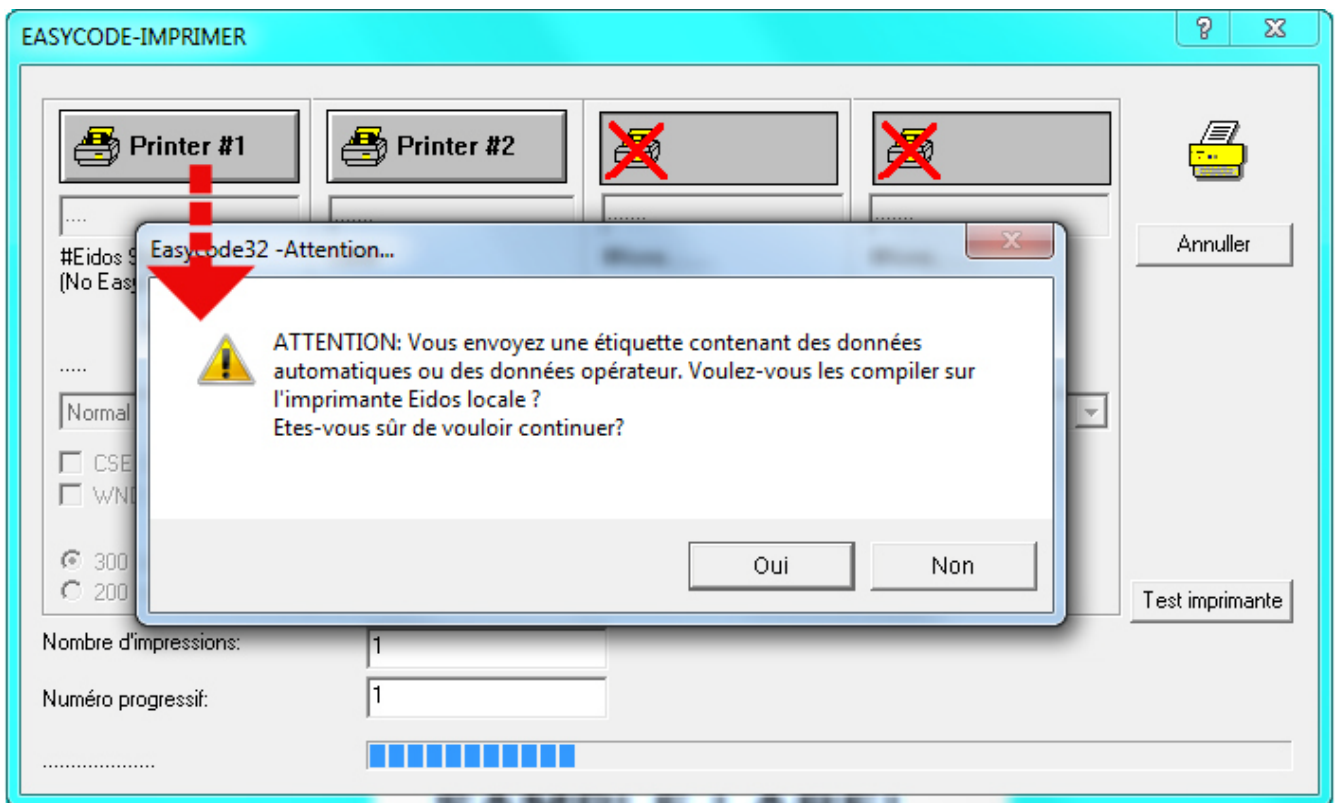 EASYCODE-IMPRIMER
Printer #1
Printer #2
....
.......
.......
.......
#Eidos
(No
Annuller
Easycode32 -Attention...
ATTENTION: Vous envoyez une étiquette contenant des données
automatiques ou des données opérateur. Voulez-vous les compiler sur
l'imprimante Eidos locale ?
Etes-vous sûr de vouloir continuer?
.....
Normal
CSE
WND
300
200
Oui
Non
Test imprimante
Nombre d'impressions:
1
Numéro progressif:
1
....................